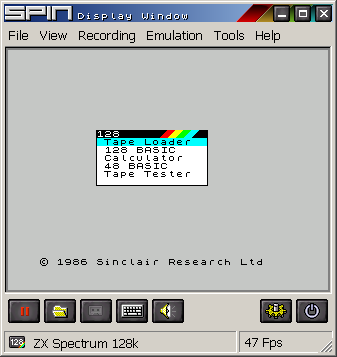 SPIN Display Window
File View Recording Emulation Tools Help
128
Tape Loader
128 BASIC
Calculator
48 BASIC
Tape Tester
© 1986 Sinclair Research Ltd
128 ZX Spectrum 128k 47 Fps